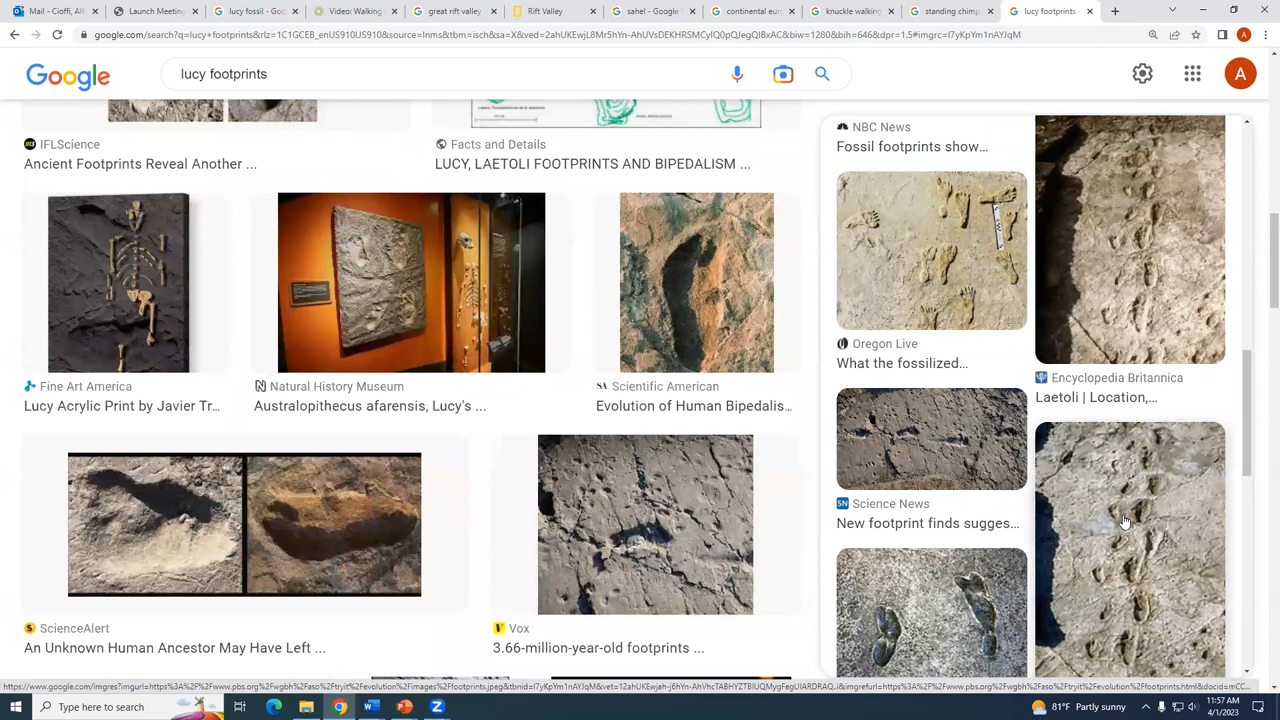 Mail - Cioffi, Alf
Launch Meeting
lucy fossil - Goo
Video: Walking
great rift valley
Rift Valley
sahel - Google
continental euro
knuckle walking
standing chimp
lucy footprints
google.com/search?q=lucy+footprints&rlz=1C1GCEB_enUS910US910&source=lnms&tbm=isch&sa=X&ved=2ahUKEwjL8Mr5hYn-AhUVsDEKHRSMCyIQ0pQJegQIBxAC&biw=1280&bih=646&dpr=1.5#imgrc=I7yKpYm1nAYJqM
Google
lucy footprints
A
IFLScience
Ancient Footprints Reveal Another ...
Facts and Details
LUCY, LAETOLI FOOTPRINTS AND BIPEDALISM ...
NBC News
Fossil footprints show...
Fine Art America
Lucy Acrylic Print by Javier Tr...
Natural History Museum
Australopithecus afarensis, Lucy's ...
SA Scientific American
Evolution of Human Bipedalis...
Oregon Live
What the fossilized...
Encyclopedia Britannica
Laetoli | Location,...
SN Science News
New footprint finds sugges...
ScienceAlert
An Unknown Human Ancestor May Have Left ...
Vox
3.66-million-year-old footprints ...
Type here to search
81°F Partly sunny
11:57 AM
4/1/2023